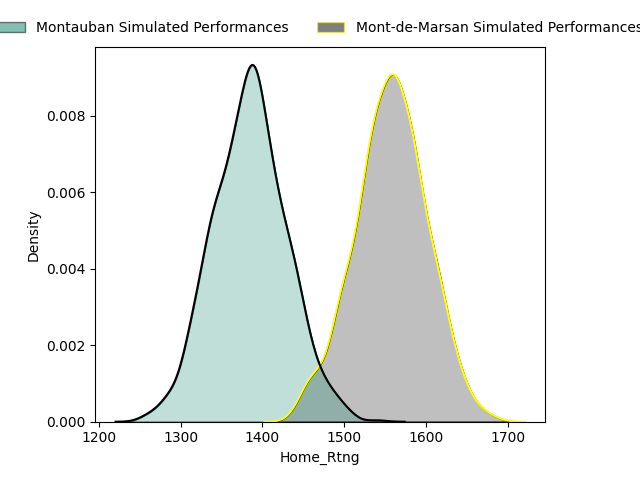 Montauban Simulated Performances Mont-de-Marsan Simulated Performances
0.008
0.006
0.004
0.002
0.000
Density
1200 1300 1400 1500 1600 1700
Home_Rtng